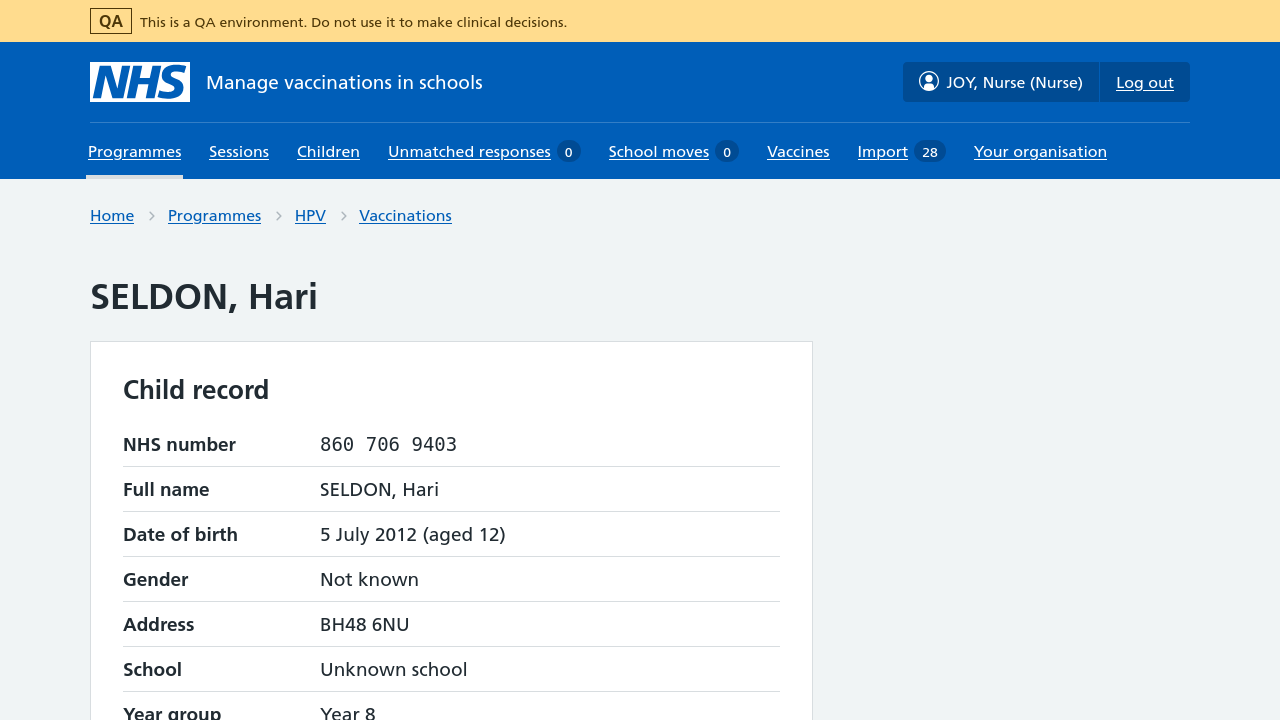 QA This is a QA environment. Do not use it to make clinical decisions.
NHS Manage vaccinations in schools JOY, Nurse (Nurse) Log out
Programmes Sessions Children Unmatched responses 0 School moves 0 Vaccines Import 28 Your organisation
Home Programmes HPV Vaccinations
SELDON, Hari
Child record
NHS number 860 706 9403
Full name SELDON, Hari
Date of birth 5 July 2012 (aged 12)
Gender Not known
Address BH48 6NU
School Unknown school
Year group Year 8